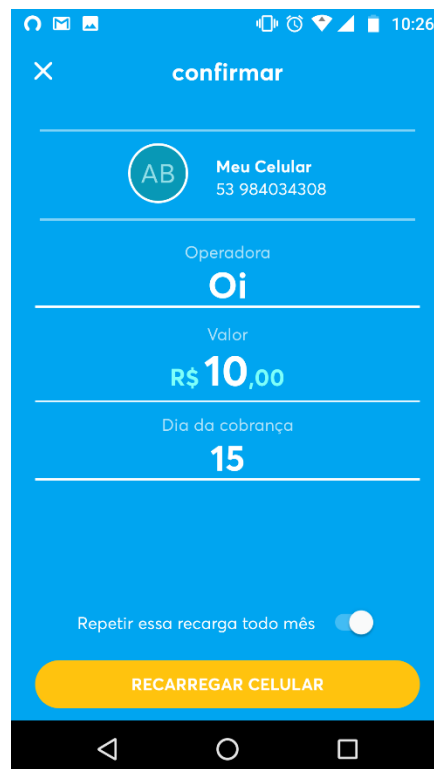 10:26
confirmar
AB
Meu Celular
53 984034308
Operadora
Oi
Valor
R$ 10,00
Dia da cobrança
15
Repetir essa recarga todo mês
RECARREGAR CELULAR